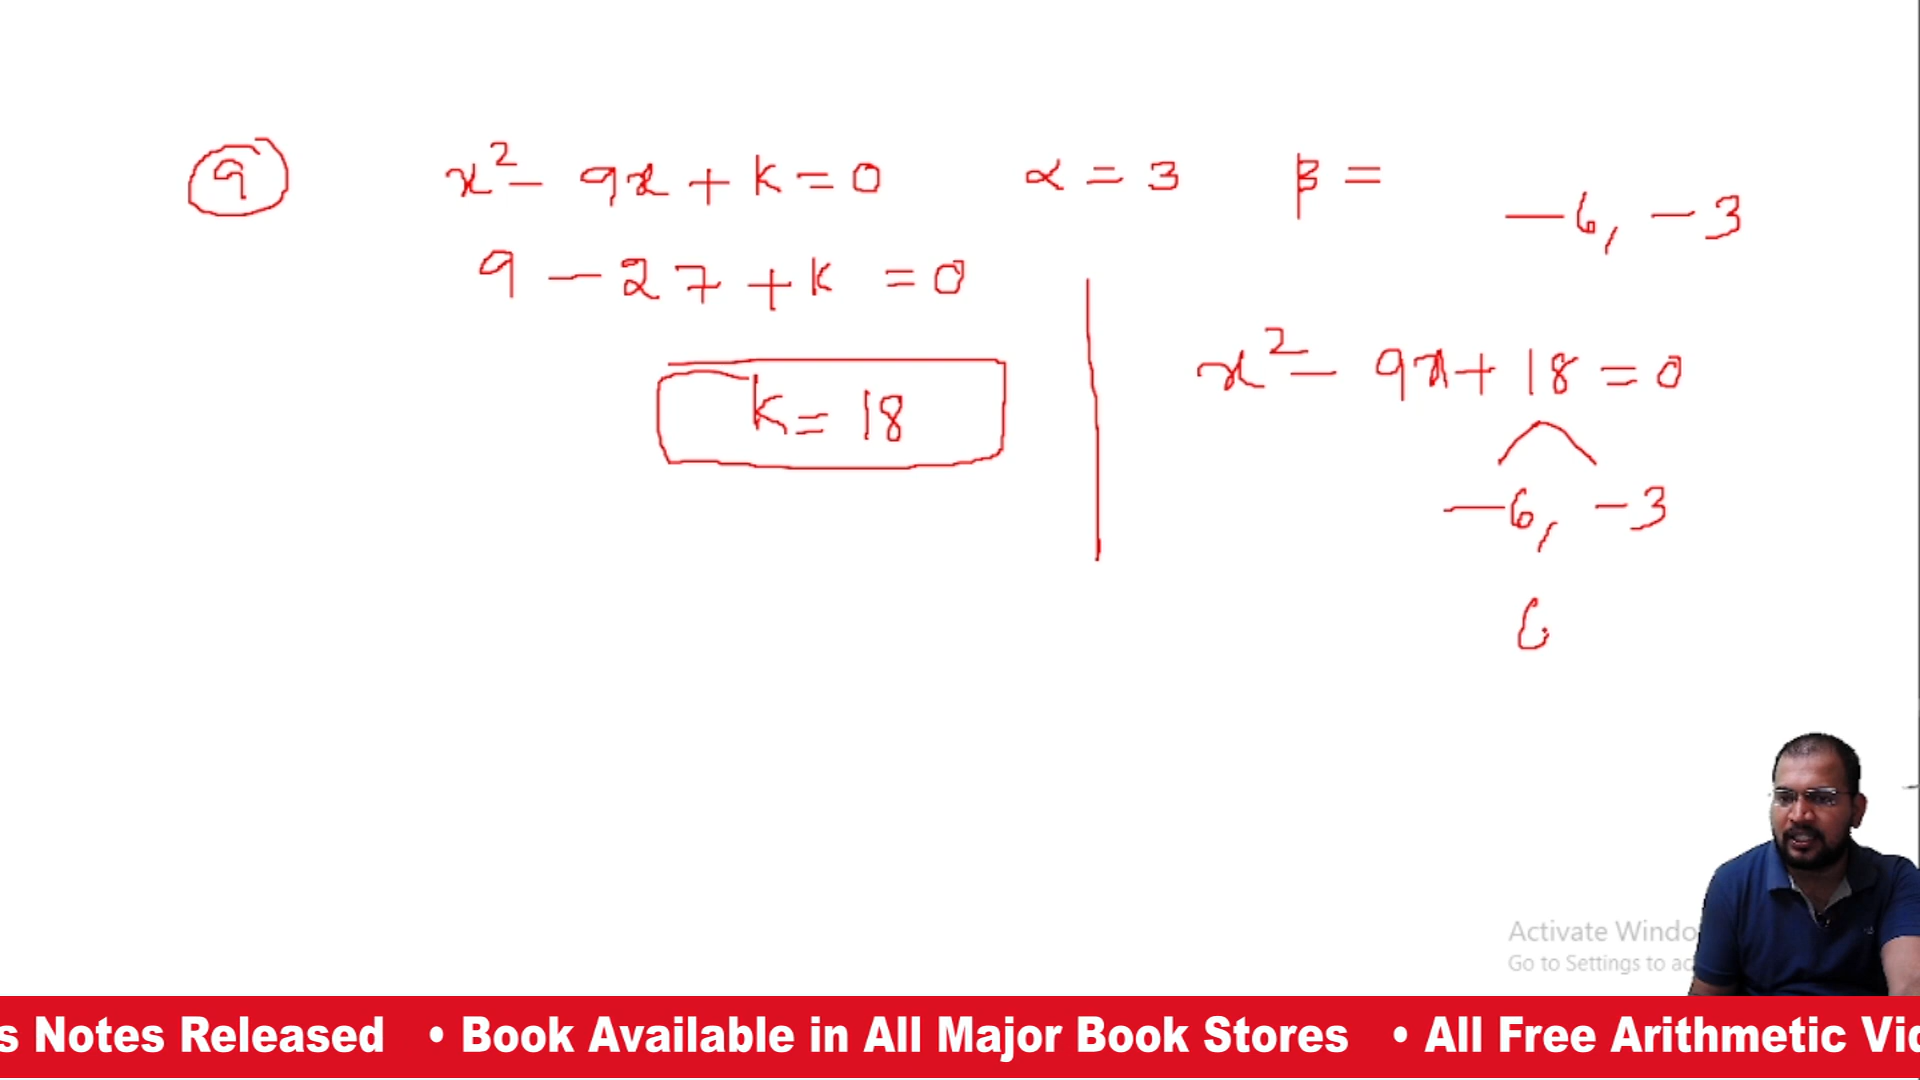 9 x² - 9x + k = 0 α = 3 β =
-6, -3
9 - 27 + k = 0
k = 18
x² - 9x + 18 = 0
-6, -3
6
Activate Windo
Go to Settings to ac
s Notes Released • Book Available in All Major Book Stores • All Free Arithmetic Vid